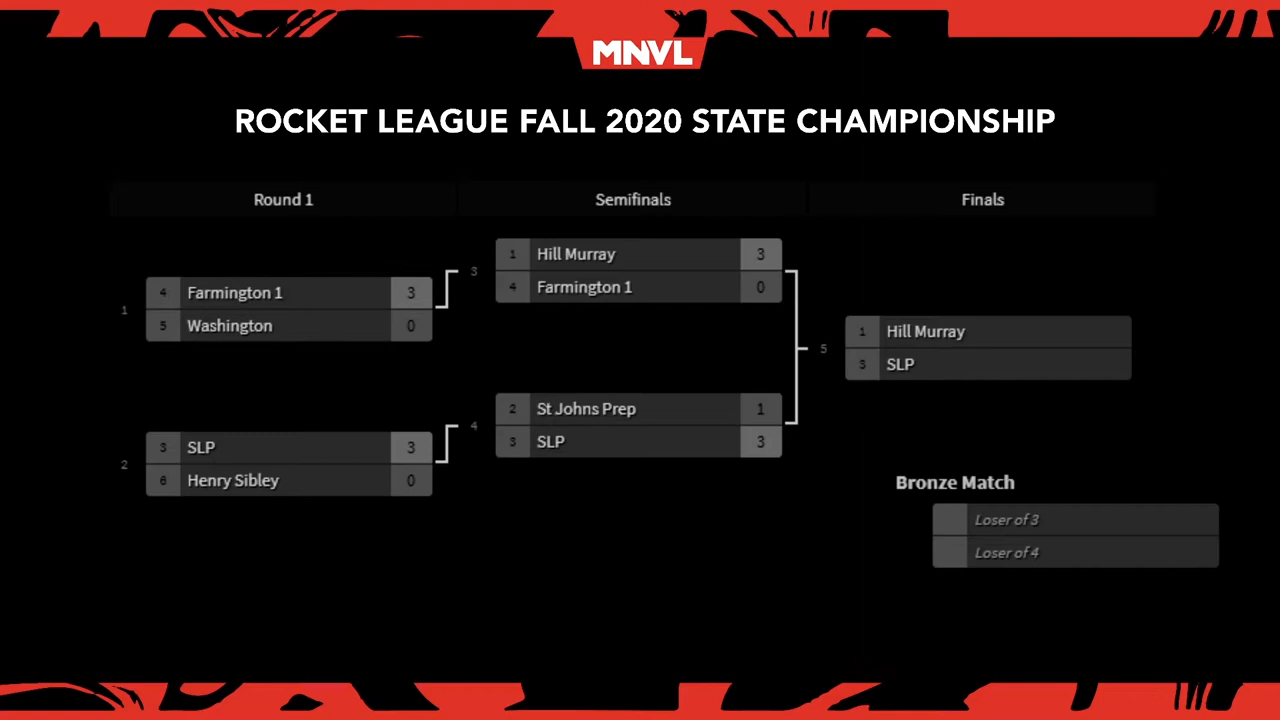 MNVL
ROCKET LEAGUE FALL 2020 STATE CHAMPIONSHIP
Round 1
Semifinals
Finals
1
4 Farmington 1 3
5 Washington 0
2
3 SLP 3
6 Henry Sibley 0
3
1 Hill Murray 3
4 Farmington 1 0
4
2 St Johns Prep 1
3 SLP 3
5
1 Hill Murray
3 SLP
Bronze Match
Loser of 3
Loser of 4